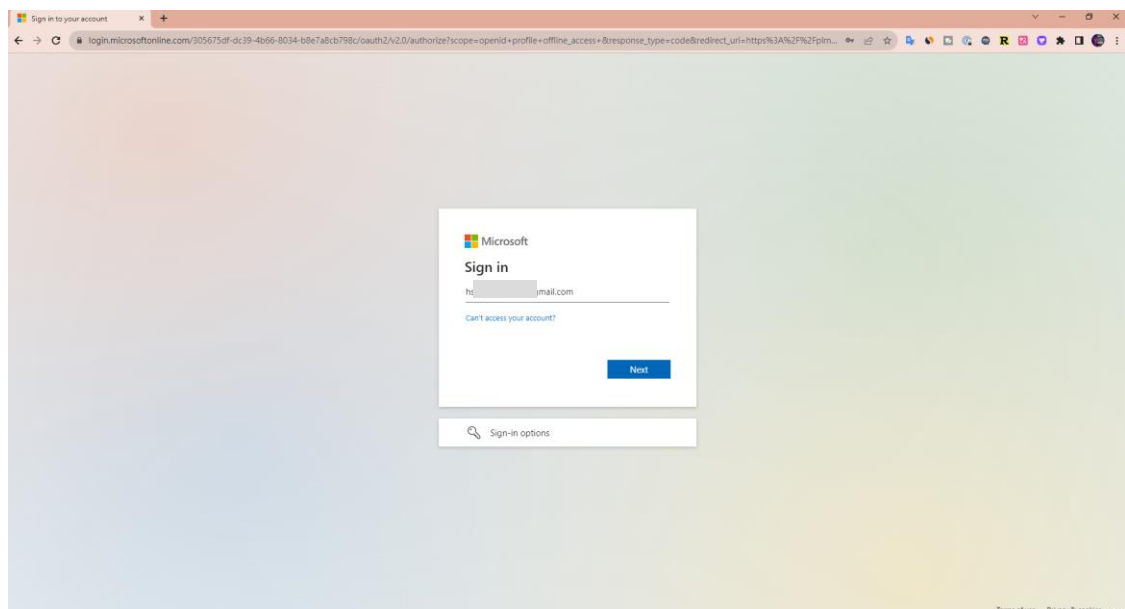 Sign in to your account
login.microsoftonline.com/305675df-dc39-4b66-8034-b8e7a8cb798c/oauth2/v2.0/authorize?scope=openid+profile+offline_access+&response_type=code&redirect_uri=https%3A%2F%2Fplm...
Microsoft
Sign in
hs mail.com
Can't access your account?
Next
Sign-in options